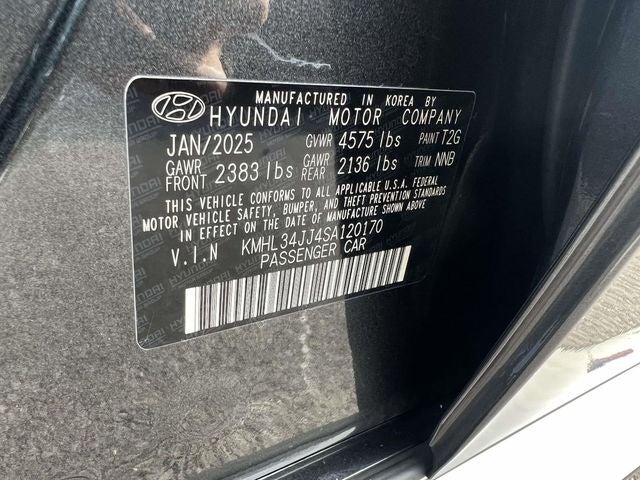 MANUFACTURED IN KOREA BY
HYUNDAI MOTOR COMPANY
JAN/2025 GVWR 4575 lbs PAINT T2G
GAWR FRONT 2383 lbs GAWR REAR 2136 lbs TRIM NNB
THIS VEHICLE CONFORMS TO ALL APPLICABLE U.S.A. FEDERAL
MOTOR VEHICLE SAFETY, BUMPER, AND THEFT PREVENTION STANDARDS
IN EFFECT ON THE DATE OF MANUFACTURE SHOWN ABOVE
V.I.N KMHL34JJ4SA120170
PASSENGER CAR